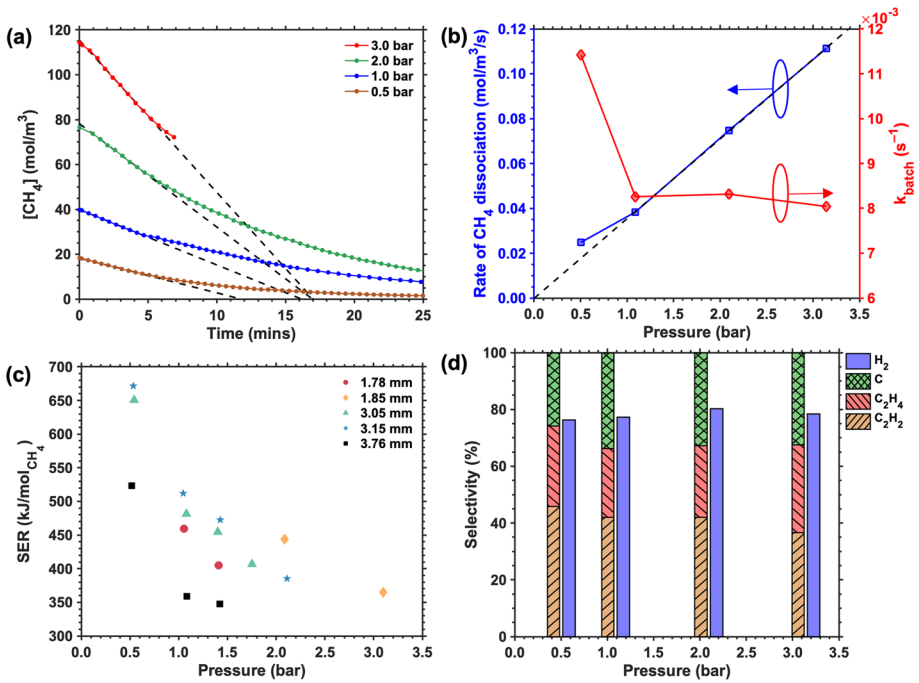 (a)
120
100
80
60
40
20
0
[CH4] (mol/m3)
3.0 bar
2.0 bar
1.0 bar
0.5 bar
0 5 10 15 20 25
Time (mins)
(b)
0.12
0.10
0.08
0.06
0.04
0.02
0.00
Rate of CH4 dissociation (mol/m3/s)
×10−3
12
11
10
9
8
7
6
kbatch (s−1)
0.0 0.5 1.0 1.5 2.0 2.5 3.0 3.5
Pressure (bar)
(c)
700
650
600
550
500
450
400
350
300
SER (kJ/molCH4)
1.78 mm
1.85 mm
3.05 mm
3.15 mm
3.76 mm
0.0 0.5 1.0 1.5 2.0 2.5 3.0 3.5
Pressure (bar)
(d)
100
80
60
40
20
0
Selectivity (%)
H2
C
C2H4
C2H2
0.0 0.5 1.0 1.5 2.0 2.5 3.0 3.5
Pressure (bar)